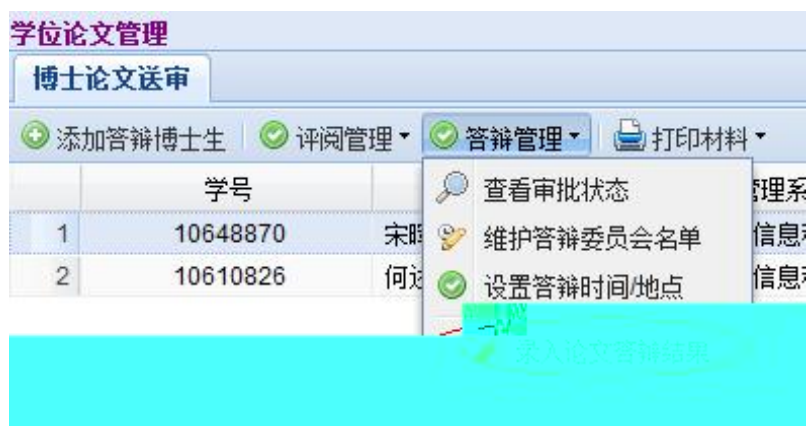 学位论文管理
博士论文送审
添加答辩博士生 评阅管理 答辩管理 打印材料
学号 查看审批状态 管理系
1 10648870 宋 维护答辩委员会名单 信息
2 10610826 何 设置答辩时间/地点 信息
录入论文答辩结果